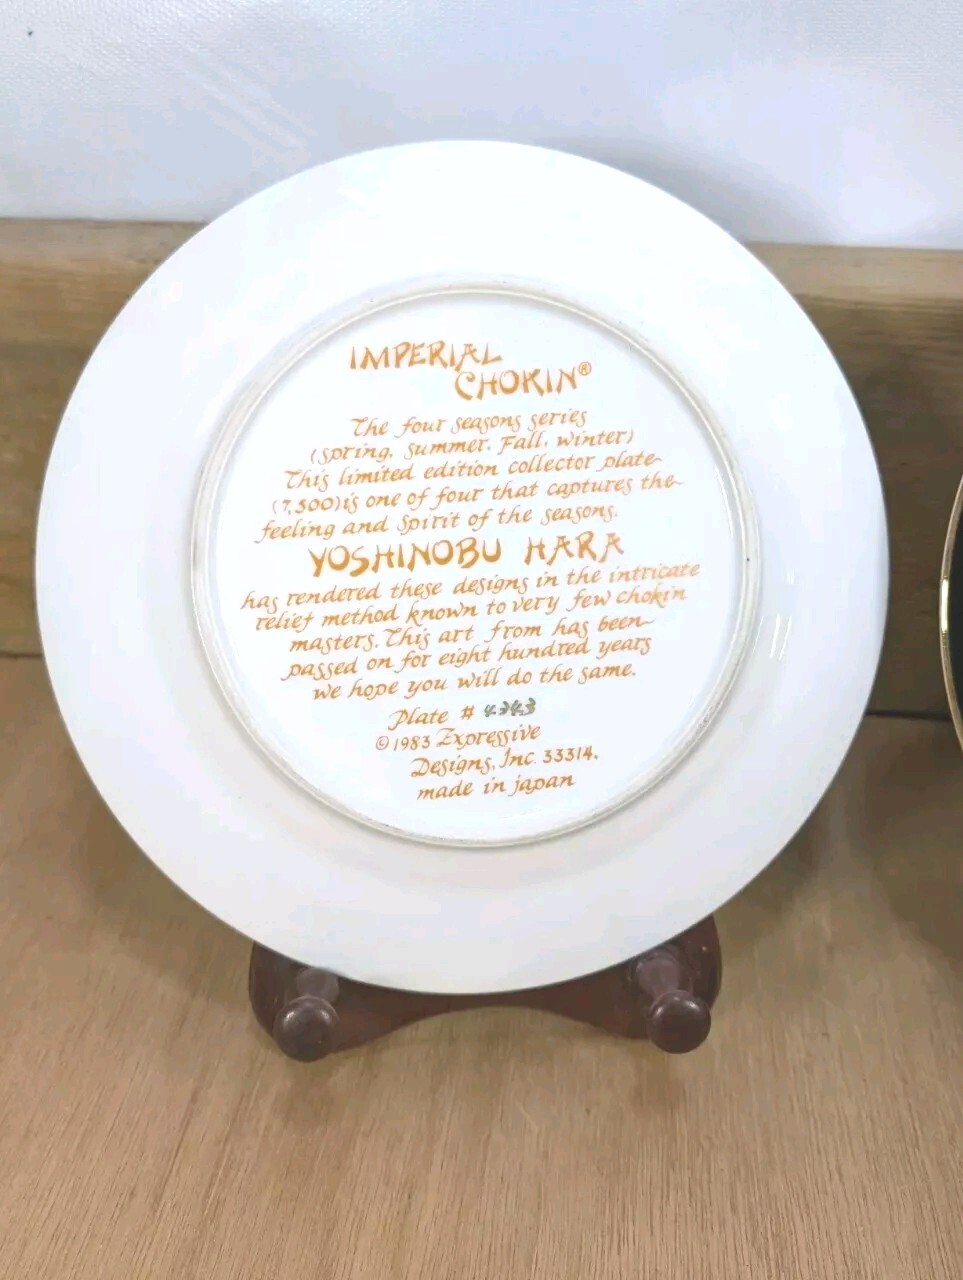 IMPERIAL
CHOKIN®
The four seasons series
(spring, summer, Fall, winter)
This limited edition collector plate
(7,500) is one of four that captures the
feeling and Spirit of the seasons.
YOSHINOBU HARA
has rendered these designs in the intricate
relief method known to very few chokin
masters. This art from has been
passed on for eight hundred years
we hope you will do the same.
Plate #
©1983 Expressive
Designs, Inc. 33314.
made in japan